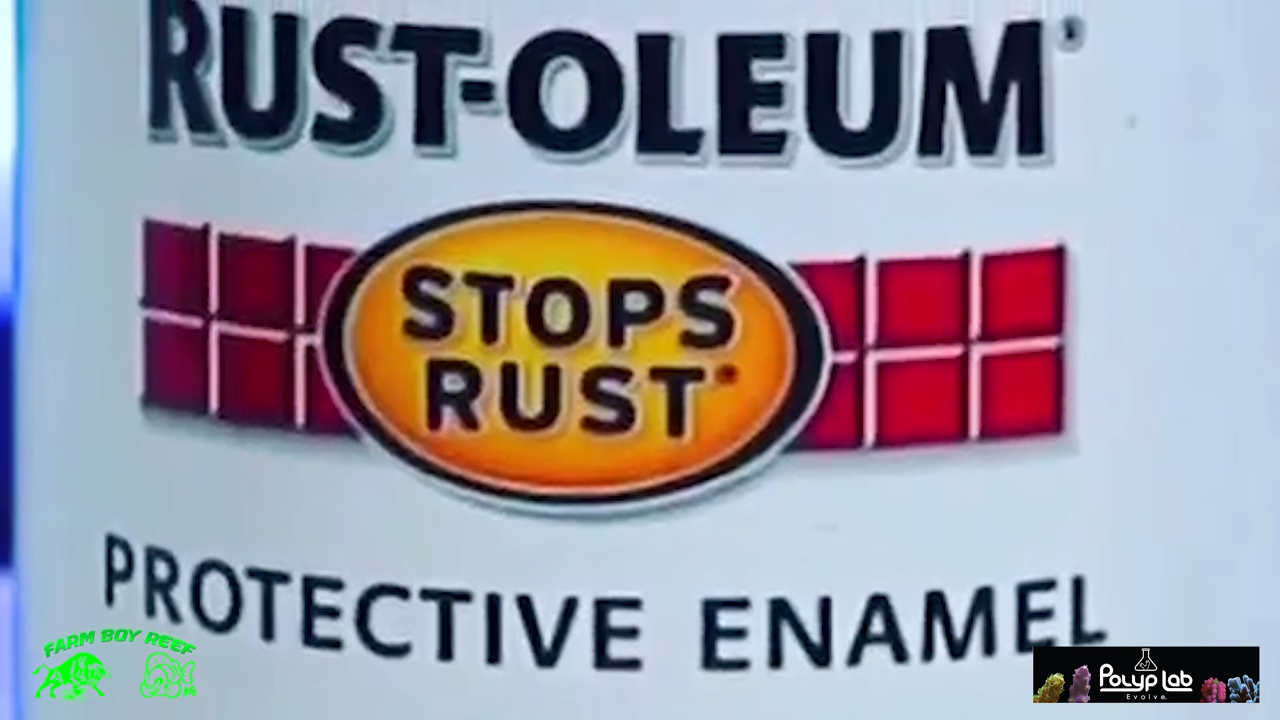 RUST-OLEUM®
STOPS
RUST®
PROTECTIVE ENAMEL
FARM BOY REEF
Polyp Lab
Evolve.